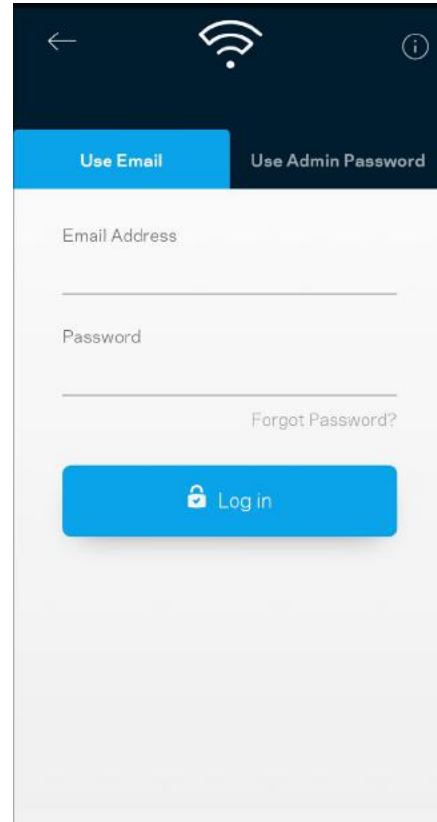 Use Email
Use Admin Password
Email Address
Password
Forgot Password?
Log in